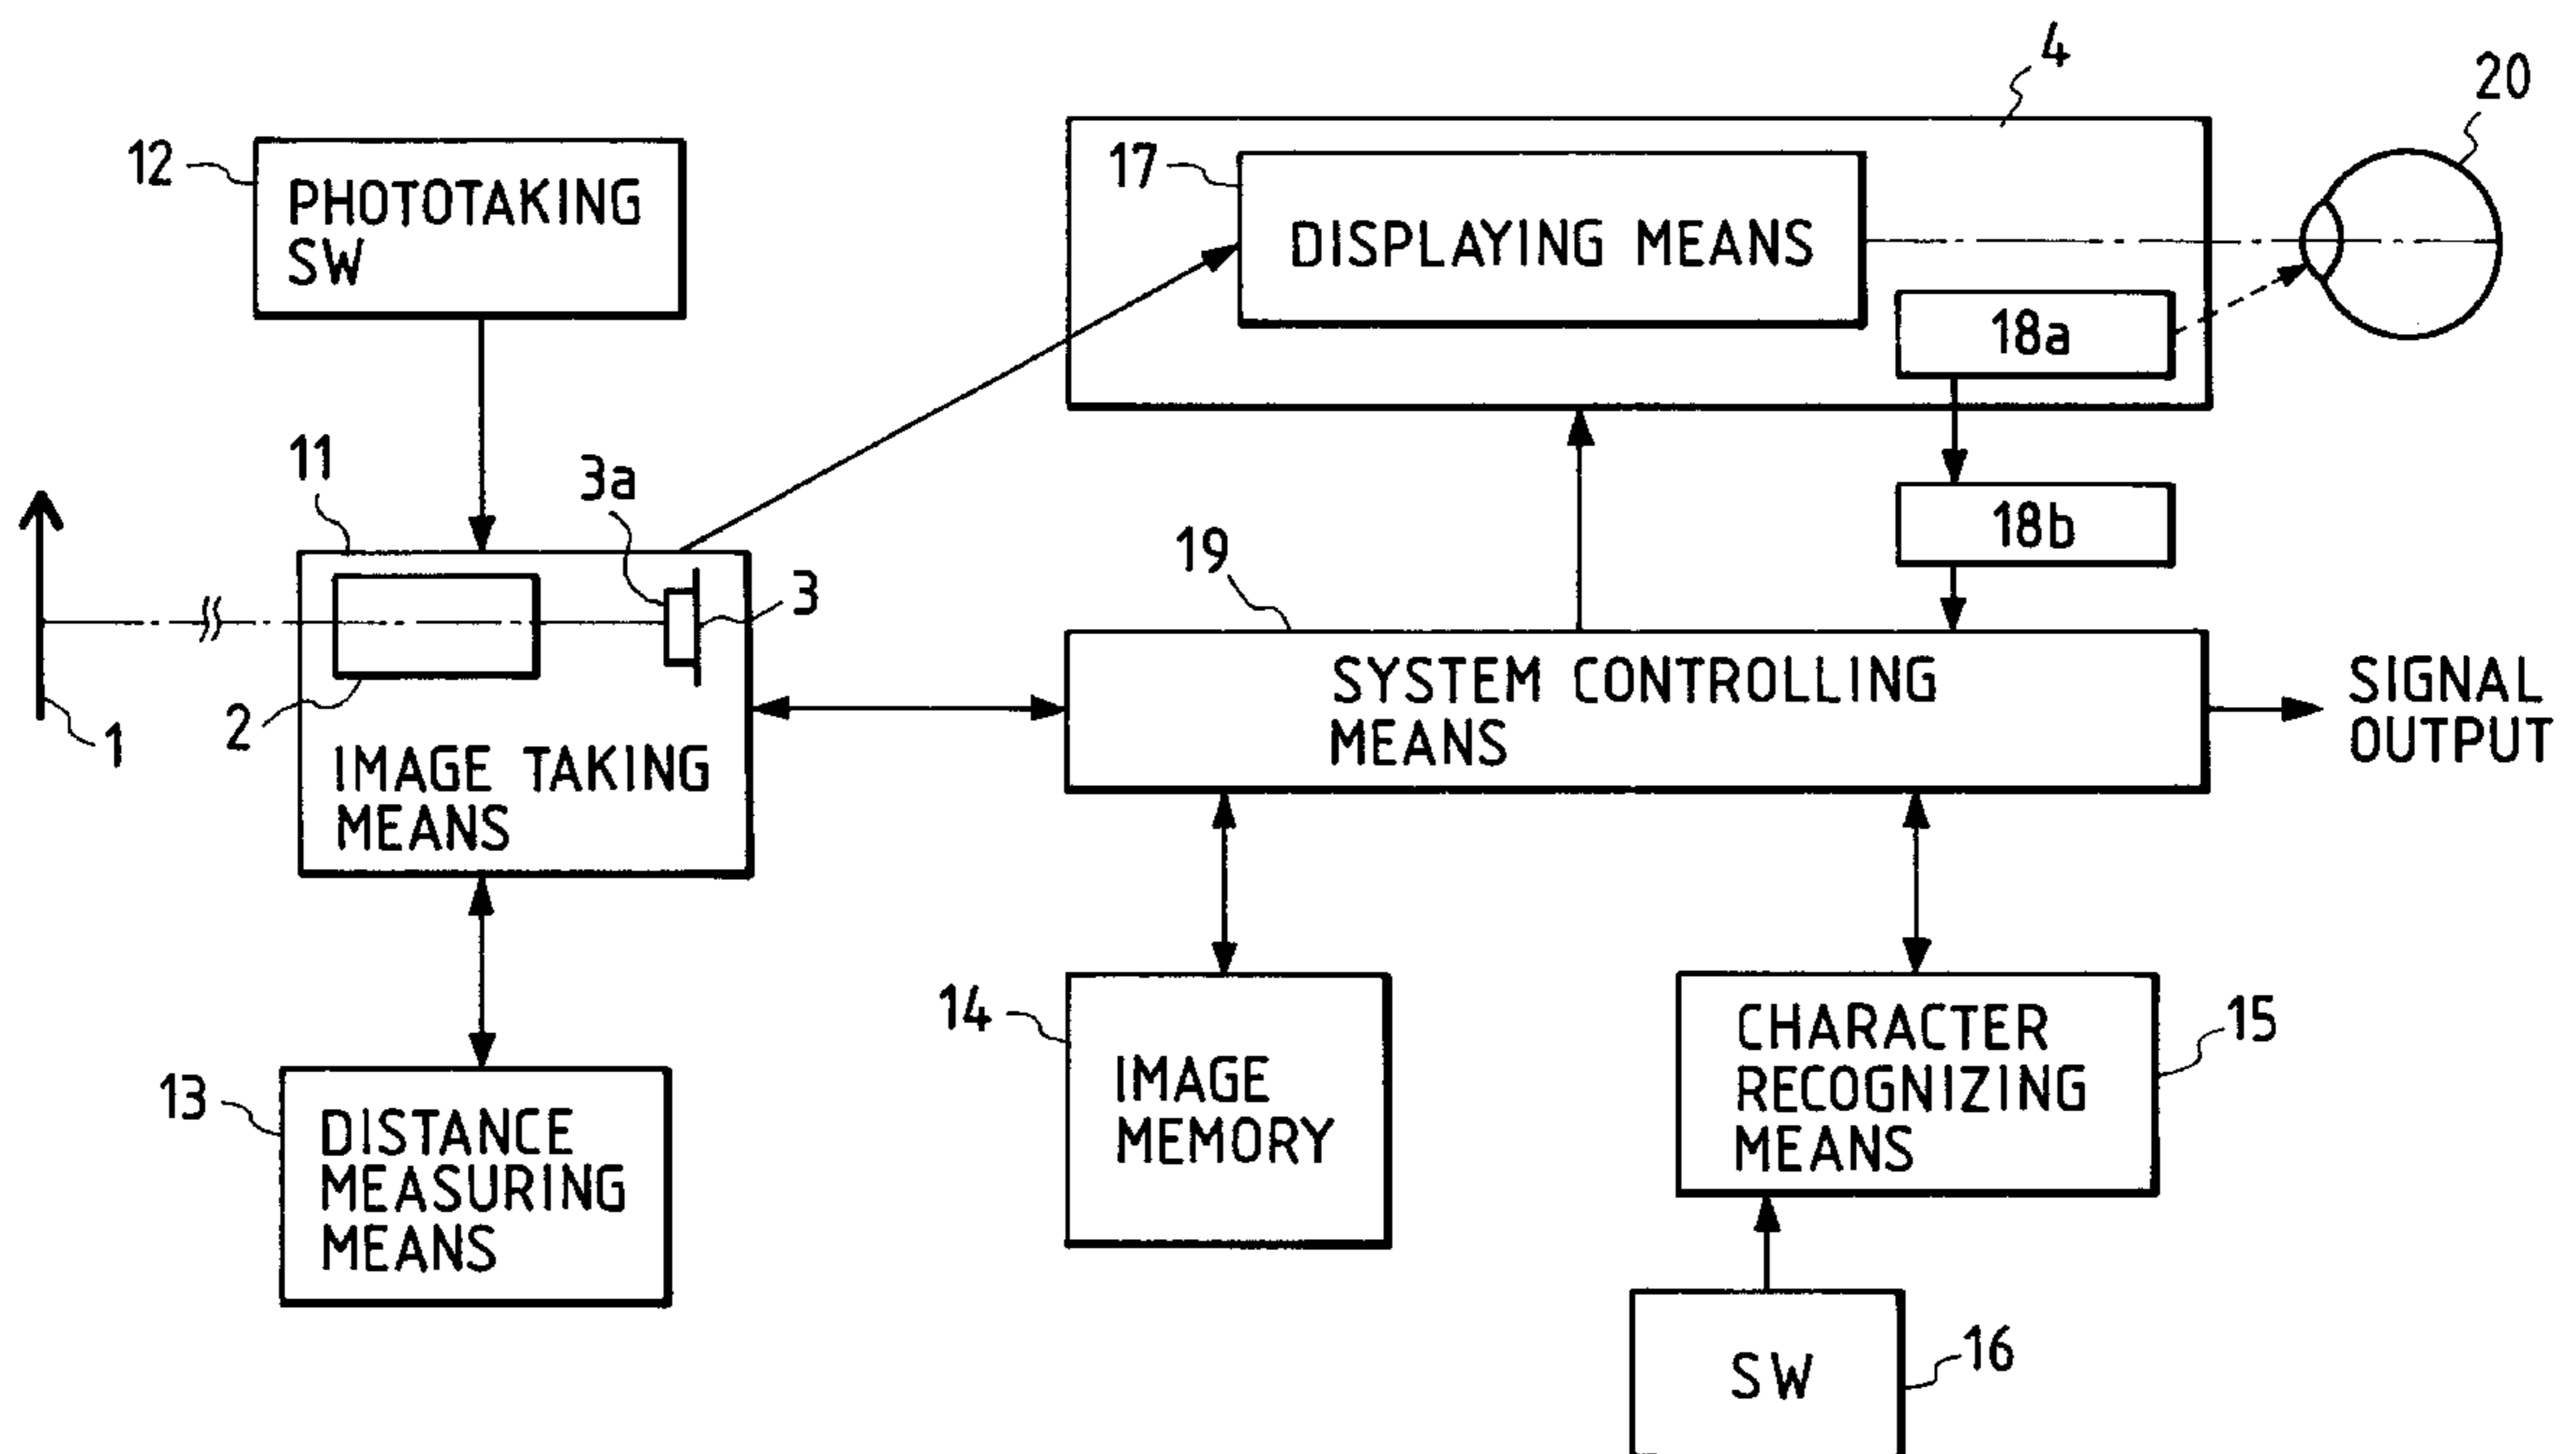 4
20
12
PHOTOTAKING
SW
17
DISPLAYING MEANS
18a
11
3a
3
18b
19
1
2
IMAGE TAKING
MEANS
SYSTEM CONTROLLING
MEANS
SIGNAL
OUTPUT
14
IMAGE
MEMORY
CHARACTER
RECOGNIZING
MEANS
15
13
DISTANCE
MEASURING
MEANS
SW
16